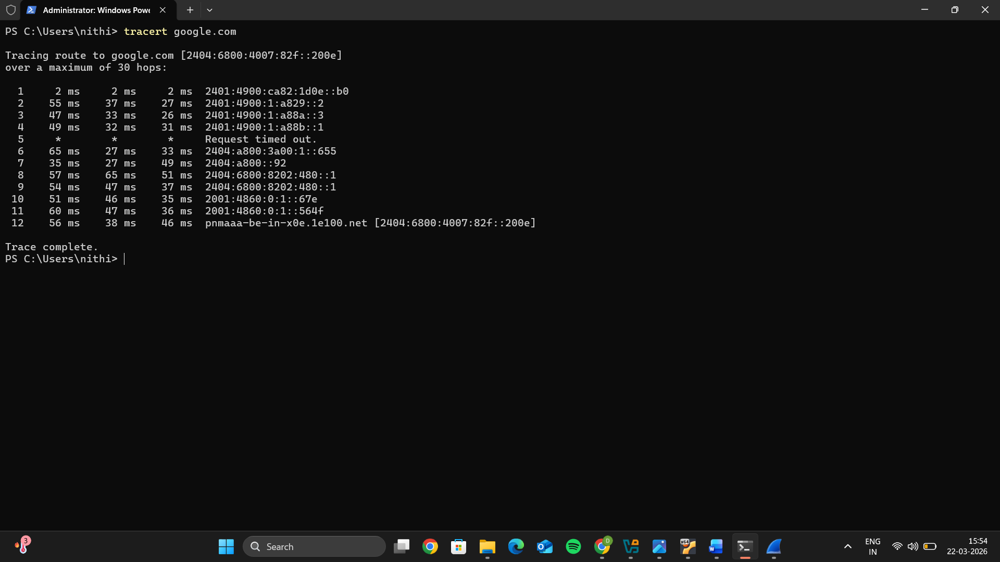 Administrator: Windows Powe
PS C:\Users\nithi> tracert google.com
Tracing route to google.com [2404:6800:4007:82f::200e]
over a maximum of 30 hops:
1 2 ms 2 ms 2 ms 2401:4900:ca82:1d0e::b0
2 55 ms 37 ms 27 ms 2401:4900:1:a829::2
3 47 ms 33 ms 26 ms 2401:4900:1:a88a::3
4 49 ms 32 ms 31 ms 2401:4900:1:a88b::1
5 * * * Request timed out.
6 65 ms 27 ms 33 ms 2404:a800:3a00:1::655
7 35 ms 27 ms 49 ms 2404:a800::92
8 57 ms 65 ms 51 ms 2404:6800:8202:480::1
9 54 ms 47 ms 37 ms 2404:6800:8202:480::1
10 51 ms 46 ms 35 ms 2001:4860:0:1::67e
11 60 ms 47 ms 36 ms 2001:4860:0:1::564f
12 56 ms 38 ms 46 ms pnmaaa-be-in-x0e.1e100.net [2404:6800:4007:82f::200e]
Trace complete.
PS C:\Users\nithi>
3
Search
D
x64
ENG
IN
15:54
22-03-2026